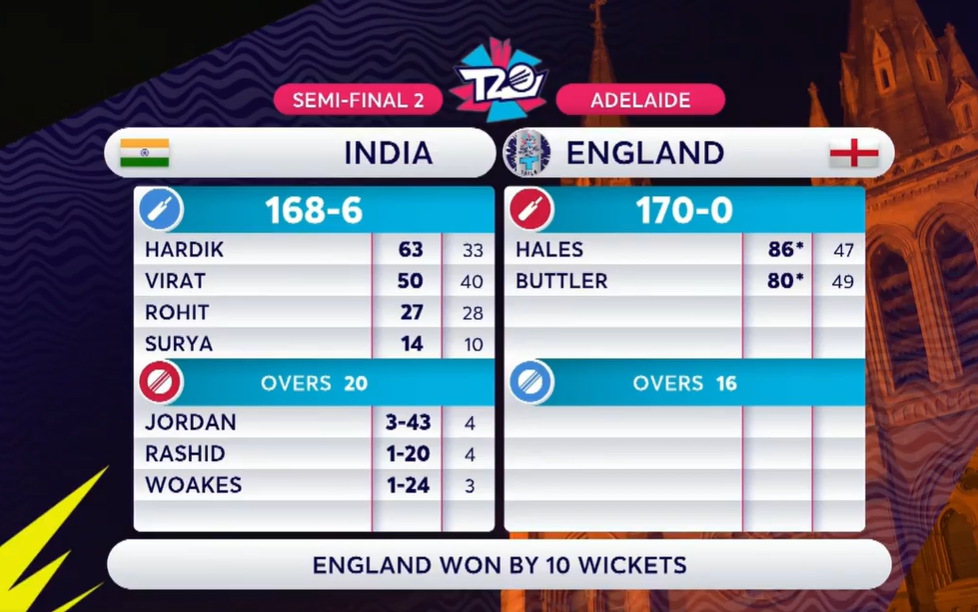 T20
SEMI-FINAL 2
ADELAIDE
INDIA
ENGLAND
168-6
HARDIK 63 33
VIRAT 50 40
ROHIT 27 28
SURYA 14 10
OVERS 20
JORDAN 3-43 4
RASHID 1-20 4
WOAKES 1-24 3
170-0
HALES 86* 47
BUTTLER 80* 49
OVERS 16
ENGLAND WON BY 10 WICKETS